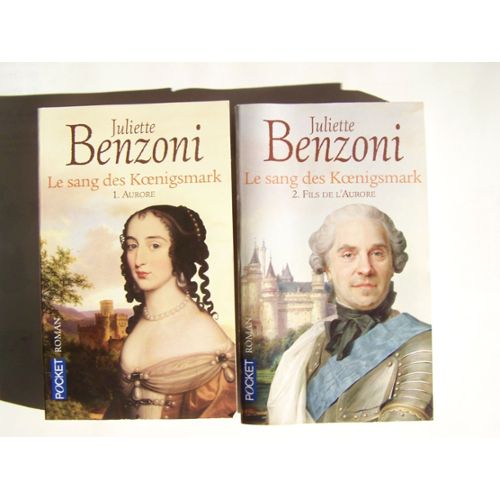 Juliette
Benzoni
Le sang des Kœnigsmark
1. Aurore
POCKET ROMAN
Juliette
Benzoni
Le sang des Kœnigsmark
2. Fils de l'Aurore
POCKET ROMAN